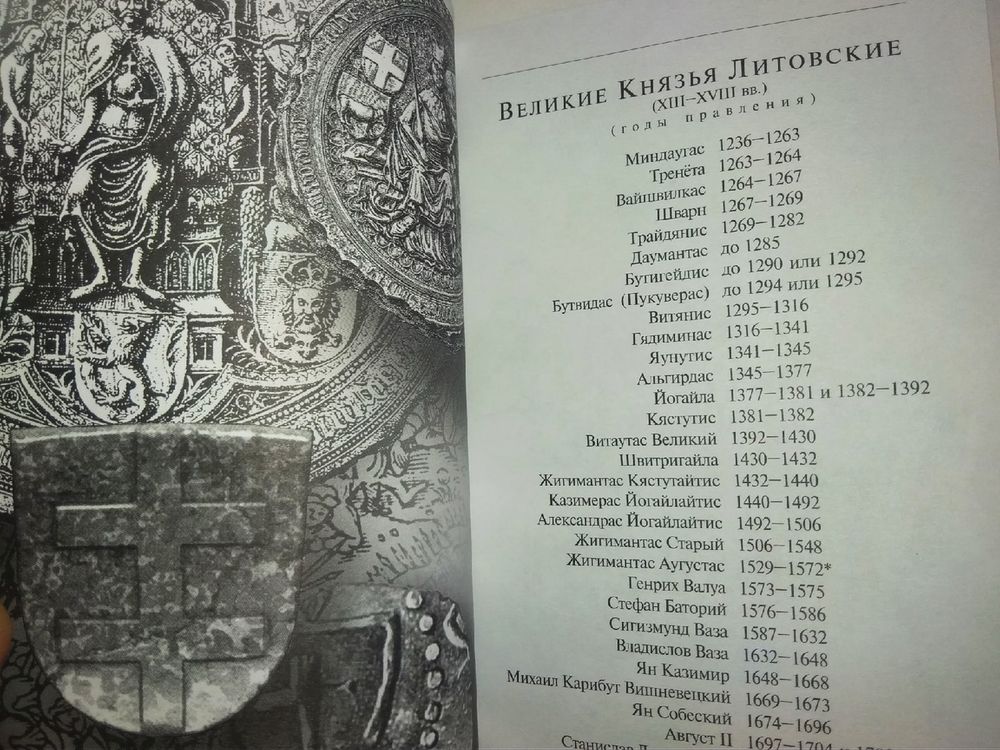 ВЕЛИКИЕ КНЯЗЬЯ ЛИТОВСКИЕ
(XIII–XVIII вв.)
(годы правления)
Миндаугас 1236–1263
Тренёта 1263–1264
Вайшвилкас 1264–1267
Шварн 1267–1269
Трайдянис 1269–1282
Даумантас до 1285
Бутигейдис до 1290 или 1292
Бутвидас (Пукуверас) до 1294 или 1295
Витянис 1295–1316
Гядиминас 1316–1341
Яунутис 1341–1345
Альгирдас 1345–1377
Йогайла 1377–1381 и 1382–1392
Кястутис 1381–1382
Витаутас Великий 1392–1430
Швитригайла 1430–1432
Жигимантас Кястутайтис 1432–1440
Казимерас Йогайлайтис 1440–1492
Александрас Йогайлайтис 1492–1506
Жигимантас Старый 1506–1548
Жигимантас Аугустас 1529–1572*
Генрих Валуа 1573–1575
Стефан Баторий 1576–1586
Сигизмунд Ваза 1587–1632
Владислов Ваза 1632–1648
Ян Казимир 1648–1668
Михаил Карибут Вишневецкий 1669–1673
Ян Собеский 1674–1696
Август II 1697–1704 и
Станислав